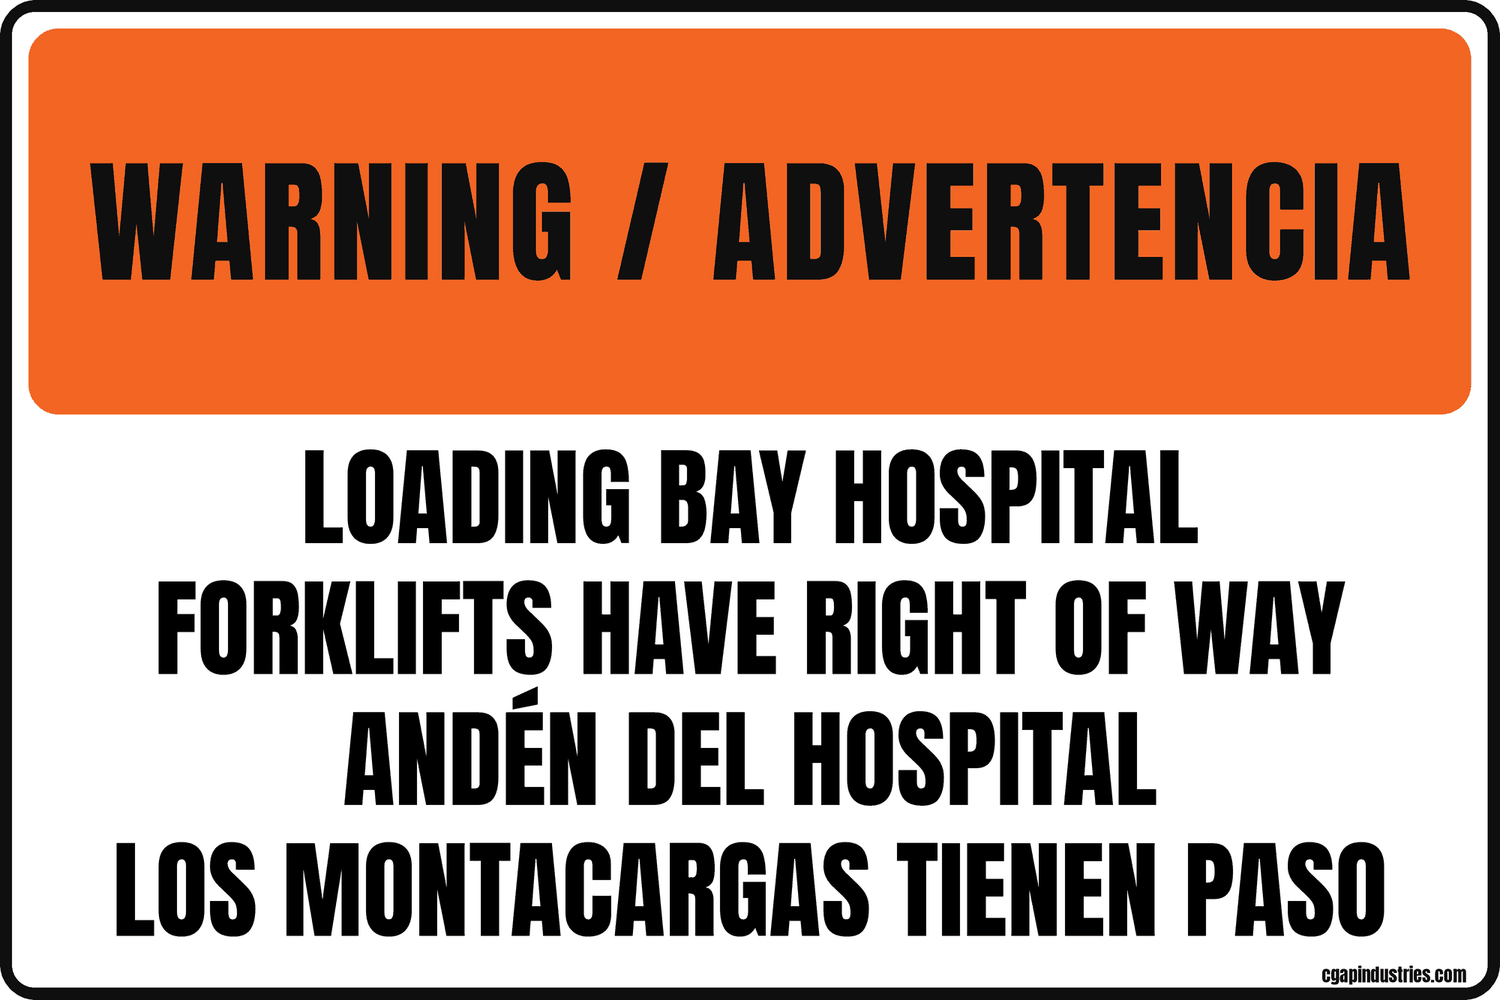 WARNING / ADVERTENCIA
LOADING BAY HOSPITAL
FORKLIFTS HAVE RIGHT OF WAY
ANDÉN DEL HOSPITAL
LOS MONTACARGAS TIENEN PASO
cgapindustries.com